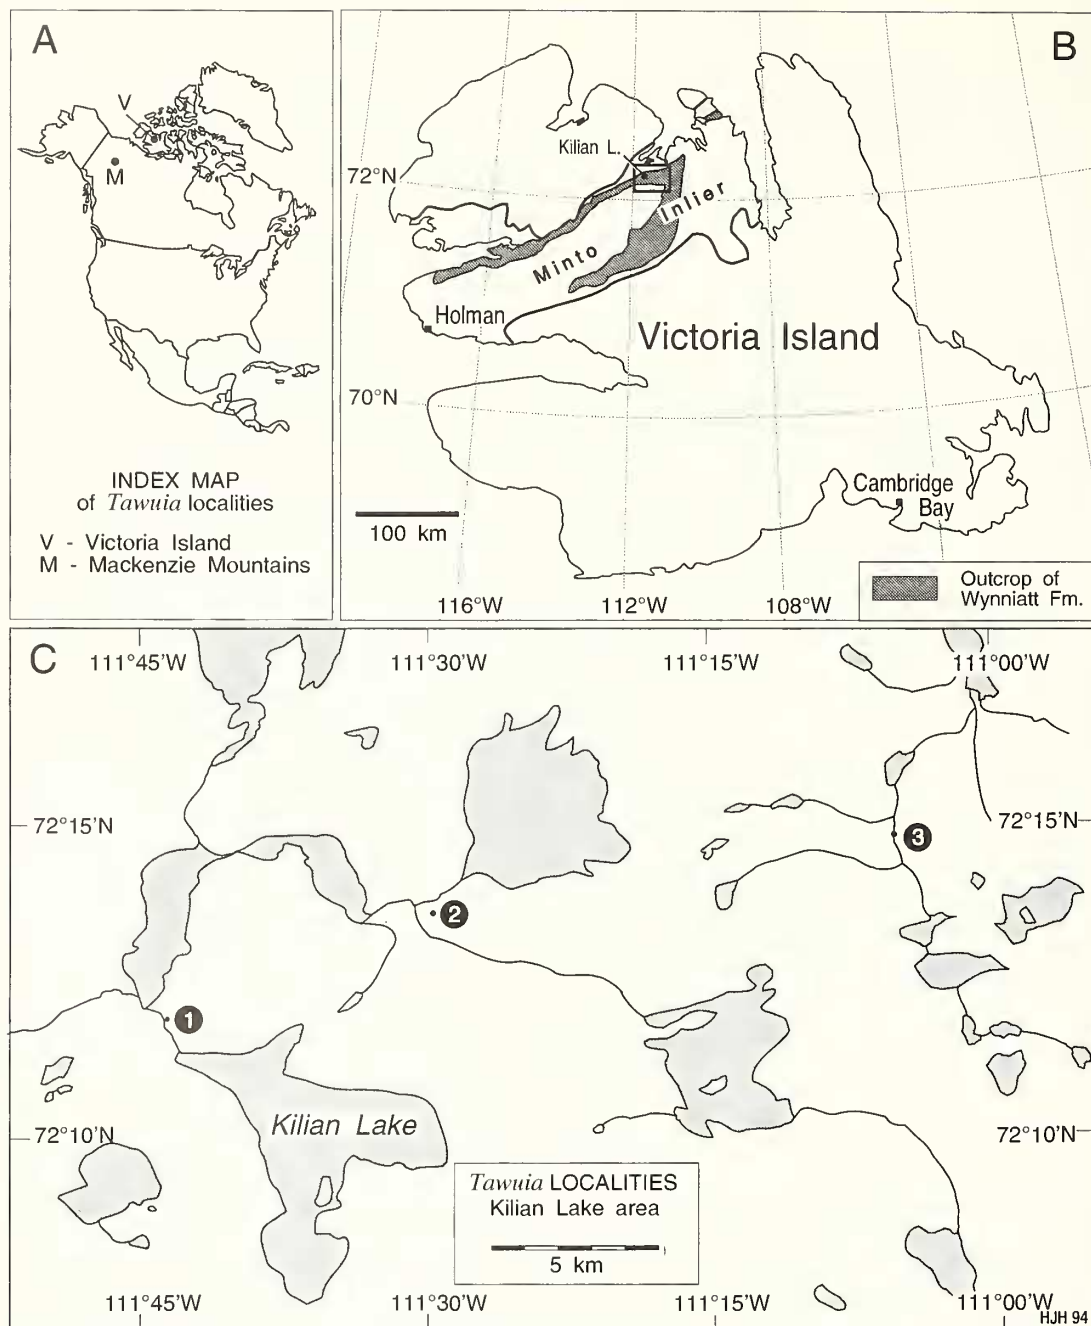 A
V
M
INDEX MAP
of Tawuia localities
V - Victoria Island
M - Mackenzie Mountains
B
Kilian L.
72°N
Minto Inlier
Holman
Victoria Island
70°N
Cambridge
Bay
100 km
116°W 112°W 108°W
Outcrop of
Wynniatt Fm.
C
111°45'W 111°30'W 111°15'W 111°00'W
72°15'N 72°15'N
3
2
1
Kilian Lake
72°10'N 72°10'N
Tawuia LOCALITIES
Kilian Lake area
5 km
111°45'W 111°30'W 111°15'W 111°00'W
HJH 94